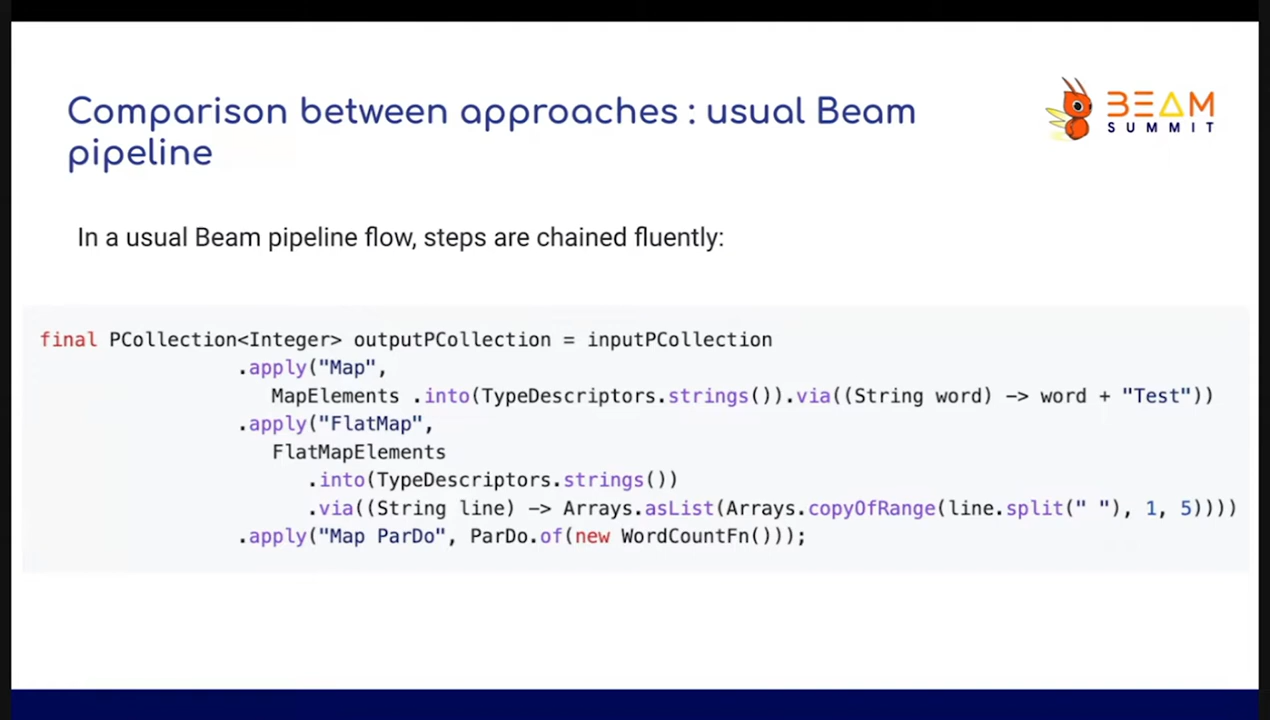 Comparison between approaches : usual Beam
pipeline
BEAM
SUMMIT
In a usual Beam pipeline flow, steps are chained fluently:
final PCollection<Integer> outputPCollection = inputPCollection
.apply("Map",
MapElements .into(TypeDescriptors.strings()).via((String word) -> word + "Test"))
.apply("FlatMap",
FlatMapElements
.into(TypeDescriptors.strings())
.via((String line) -> Arrays.asList(Arrays.copyOfRange(line.split(" "), 1, 5))))
.apply("Map ParDo", ParDo.of(new WordCountFn()));